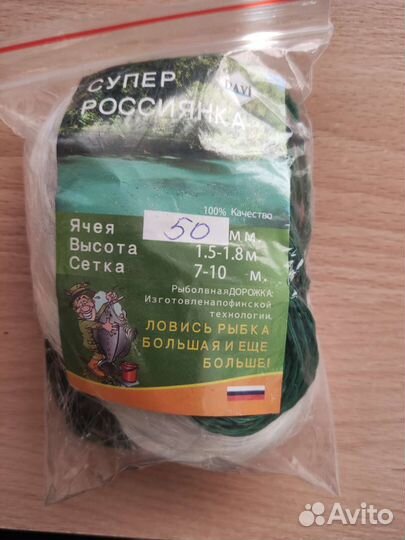 СУПЕР
РОССИЯНКА
DAVI
100% Качество
Ячея 50 мм.
Высота 1.5-1.8м
Сетка 7-10 м.
РыболвнаяДОРОЖКА:
Изготовленапофинской
технологии.
ЛОВИСЬ РЫБКА
БОЛЬШАЯ И ЕЩЕ
БОЛЬШЕ!
Avito